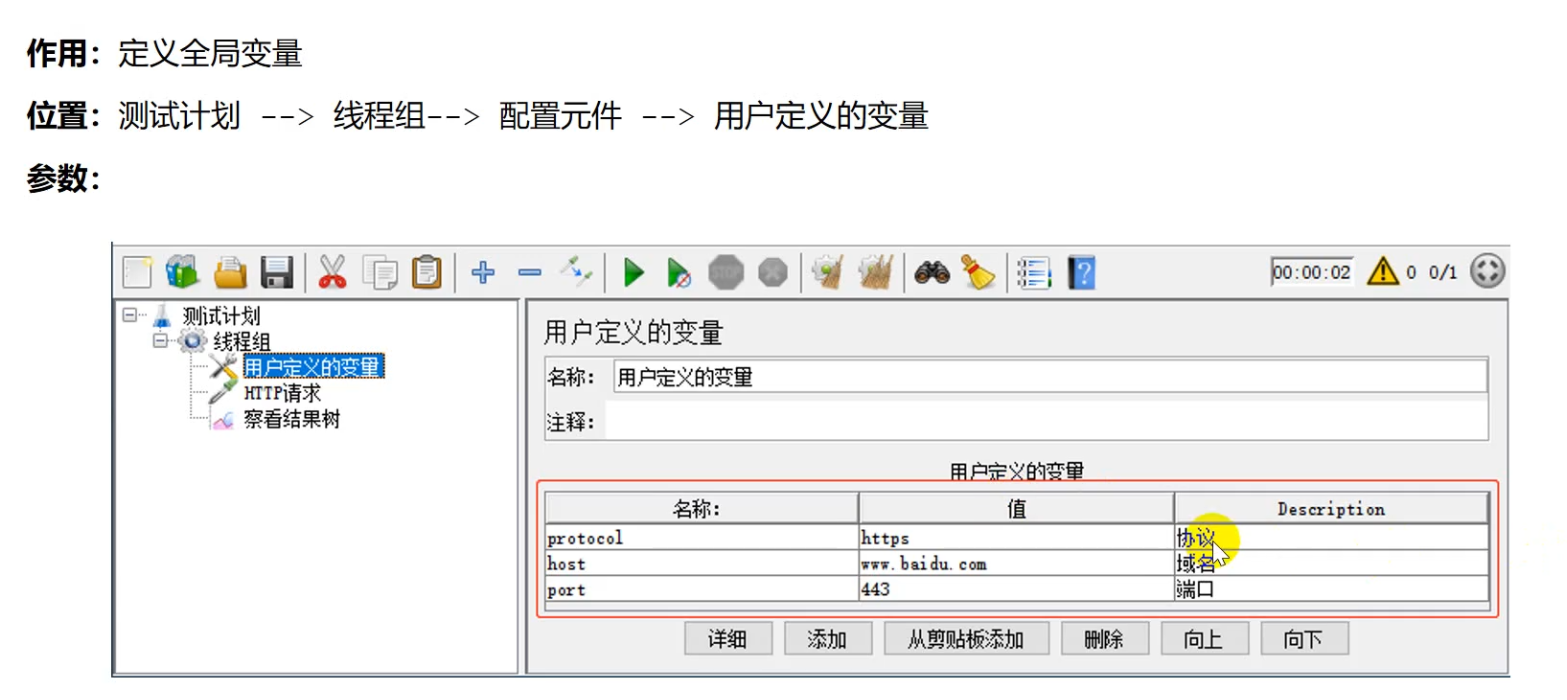 作用：定义全局变量
位置：测试计划 --> 线程组--> 配置元件 --> 用户定义的变量
参数：
STOP
?
00:00:02 0 0/1
测试计划
线程组
用户定义的变量
HTTP请求
察看结果树
用户定义的变量
名称： 用户定义的变量
注释：
用户定义的变量
名称: 值 Description
protocol https 协议
host www.baidu.com 域名
port 443 端口
详细 添加 从剪贴板添加 删除 向上 向下